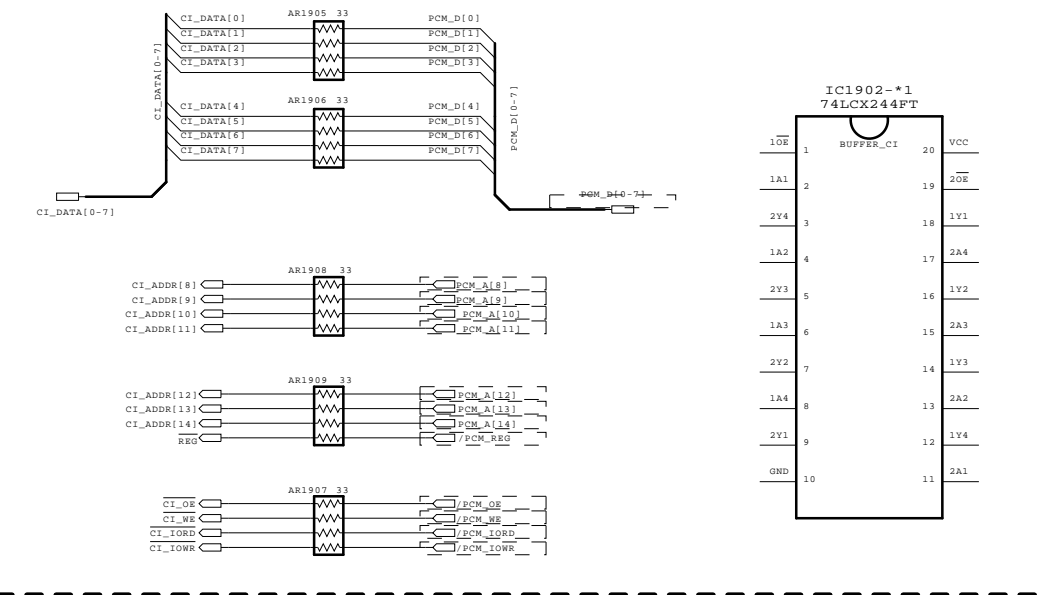 AR1905 33
CI_DATA[0] PCM_D[0]
CI_DATA[1] PCM_D[1]
CI_DATA[2] PCM_D[2]
CI_DATA[3] PCM_D[3]
CI_DATA[0-7]
PCM_D[0-7]
AR1906 33
CI_DATA[4] PCM_D[4]
CI_DATA[5] PCM_D[5]
CI_DATA[6] PCM_D[6]
CI_DATA[7] PCM_D[7]
PCM_D[0-7]
CI_DATA[0-7]
AR1908 33
CI_ADDR[8] PCM_A[8]
CI_ADDR[9] PCM_A[9]
CI_ADDR[10] PCM_A[10]
CI_ADDR[11] PCM_A[11]
AR1909 33
CI_ADDR[12] PCM_A[12]
CI_ADDR[13] PCM_A[13]
CI_ADDR[14] PCM_A[14]
REG /PCM_REG
AR1907 33
CI_OE /PCM_OE
CI_WE /PCM_WE
CI_IORD /PCM_IORD
CI_IOWR /PCM_IOWR
IC1902-*1
74LCX244FT
BUFFER_CI
1OE 1 20 VCC
1A1 2 19 2OE
2Y4 3 18 1Y1
1A2 4 17 2A4
2Y3 5 16 1Y2
1A3 6 15 2A3
2Y2 7 14 1Y3
1A4 8 13 2A2
2Y1 9 12 1Y4
GND 10 11 2A1